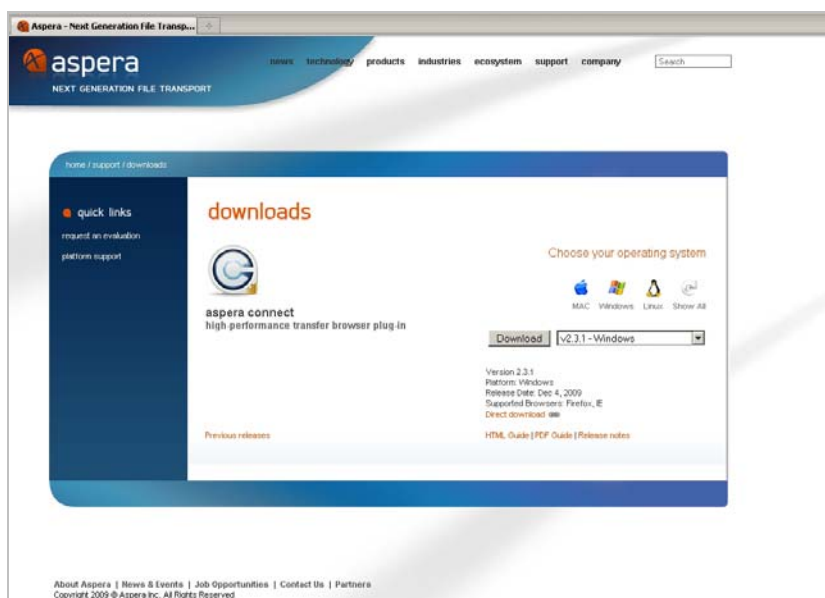 Aspera - Next Generation File Transp...
aspera
NEXT GENERATION FILE TRANSPORT
news technology products industries ecosystem support company
Search
home / support / downloads
quick links
request an evaluation
platform support
downloads
aspera connect
high-performance transfer browser plug-in
Previous releases
Choose your operating system
MAC Windows Linux Show All
Download v2.3.1 - Windows
Version 2.3.1
Platform: Windows
Release Date: Dec 4, 2009
Supported Browsers: Firefox, IE
Direct download
HTML Guide | PDF Guide | Release notes
About Aspera | News & Events | Job Opportunities | Contact Us | Partners
Copyright 2009 © Aspera Inc. All Rights Reserved